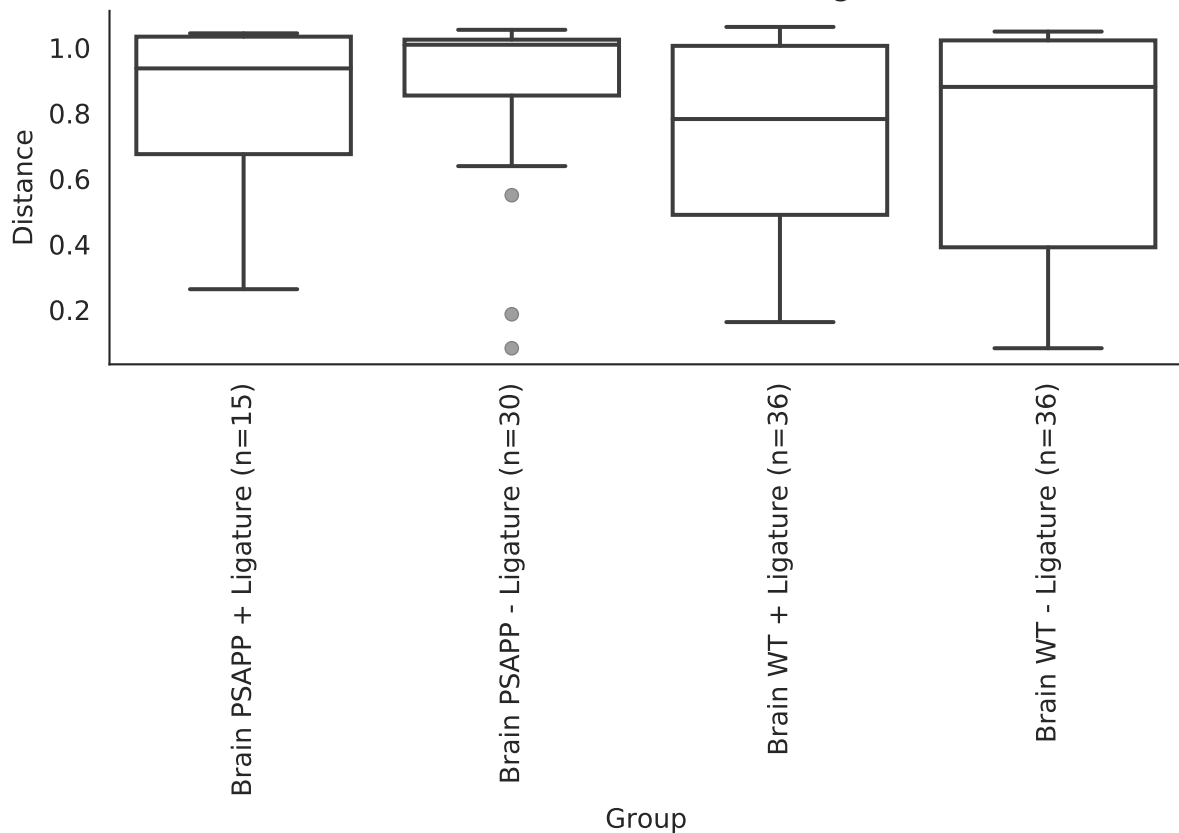 1.0
0.8
0.6
0.4
0.2
Distance
Brain PSAPP + Ligature (n=15)
Brain PSAPP - Ligature (n=30)
Brain WT + Ligature (n=36)
Brain WT - Ligature (n=36)
Group